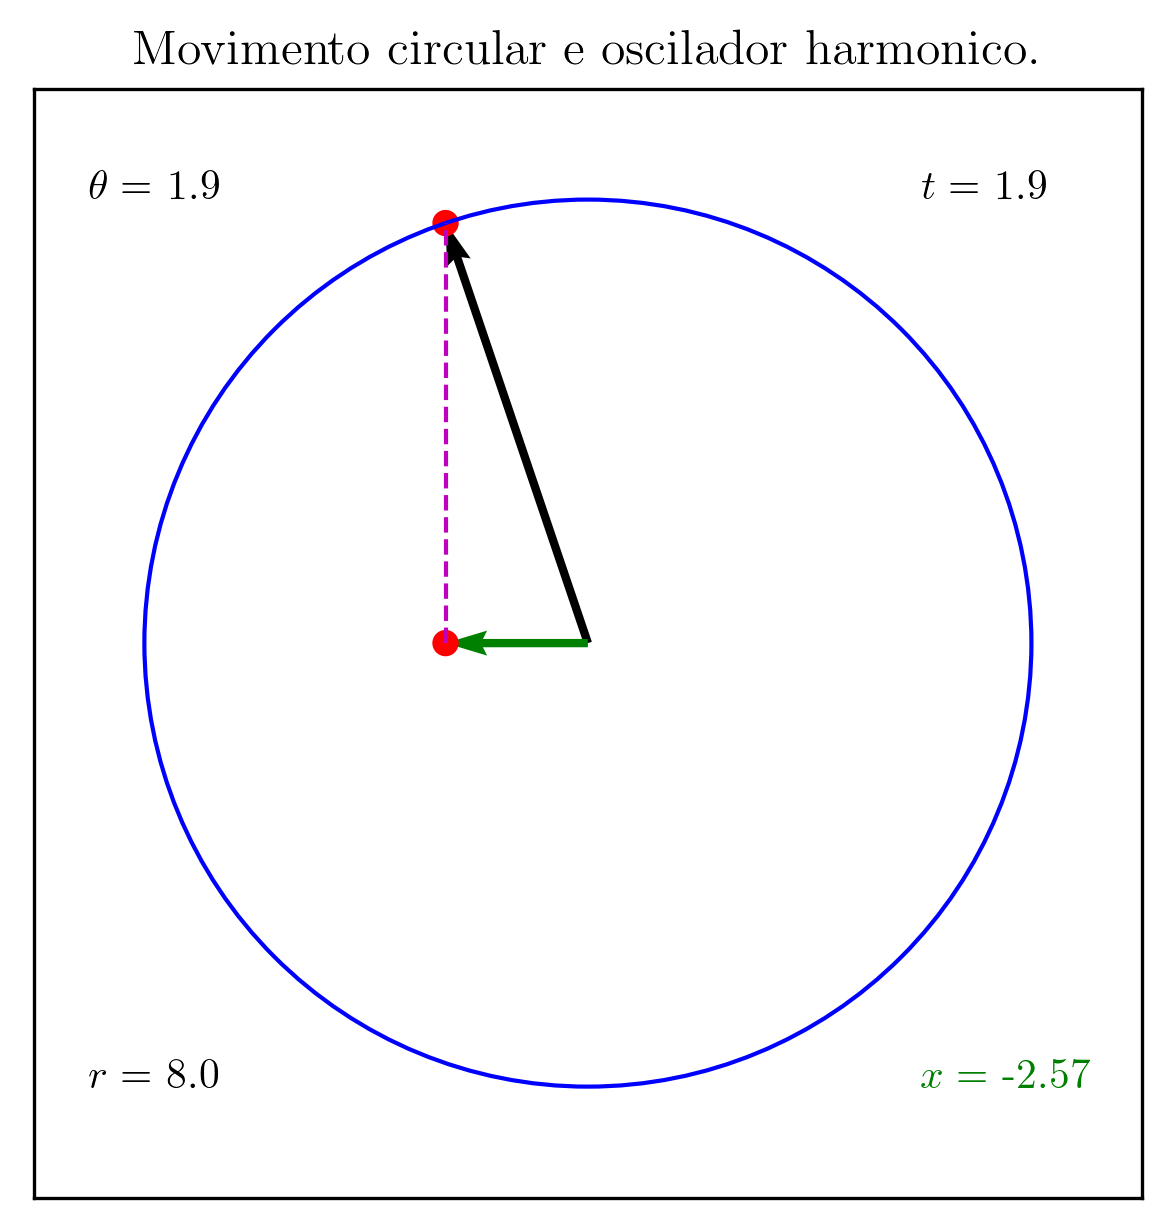 Movimento circular e oscilador harmonico.
θ = 1.9
t = 1.9
r = 8.0
x = -2.57